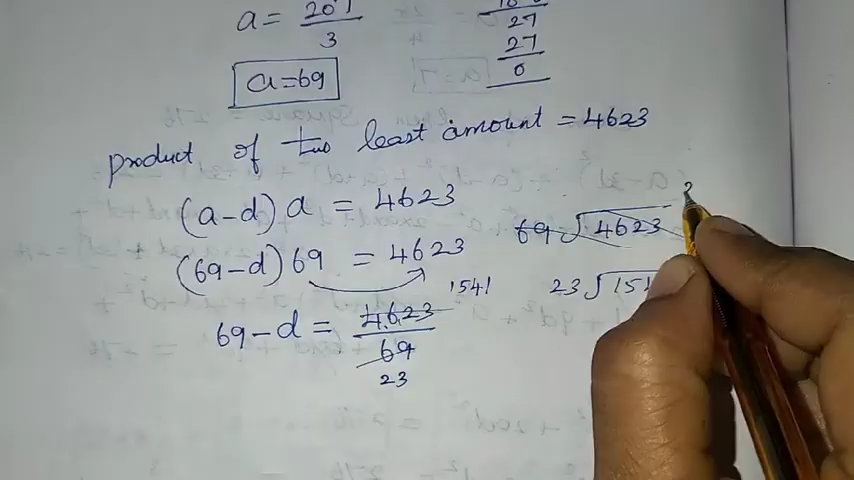 a = 207/3
27
27
0
a=69
product of two least amount = 4623
(a-d) a = 4623
69 √4623
(69-d) 69 = 4623
1541
23 √151
69-d = 4623/69
23